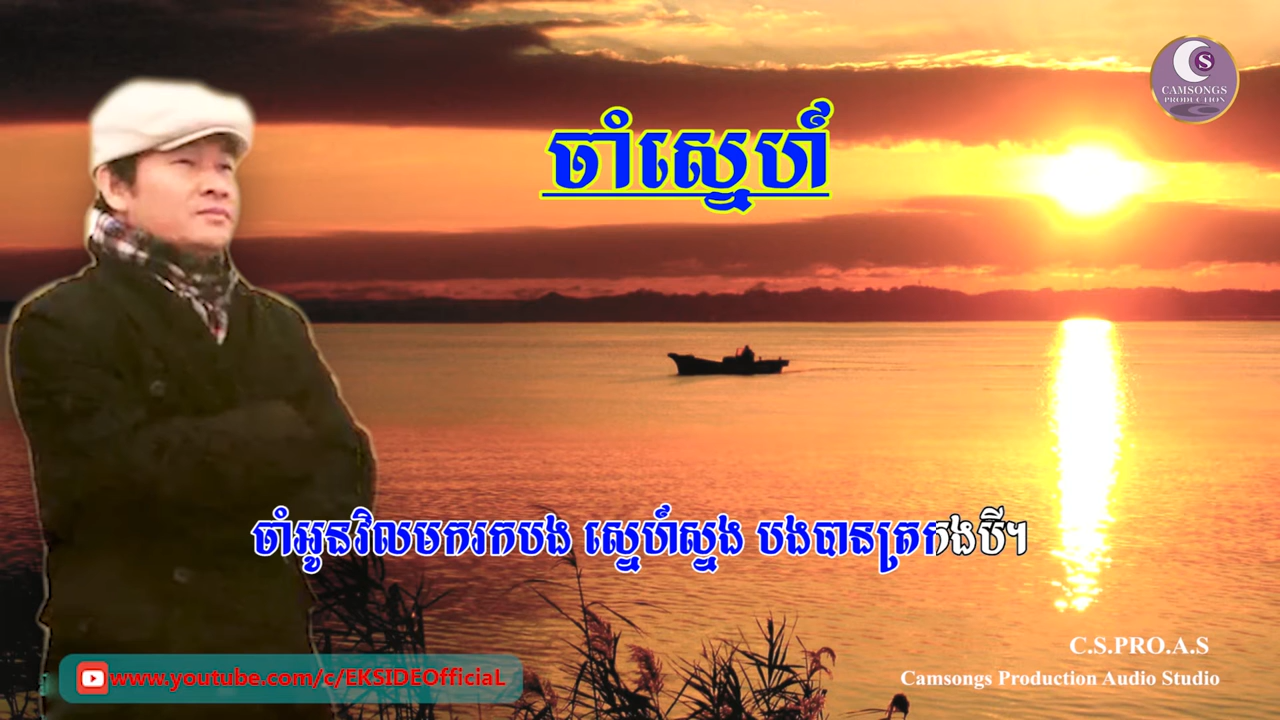 CS
CAMSONGS
PRODUCTION
ចាំស្នេហ៍
ចាំអូនវិលមករកបង ស្នេហ៍ស្នង បងបានត្រកងបី។
C.S.PRO.A.S
Camsongs Production Audio Studio
www.youtube.com/c/EKSIDEOfficiaL